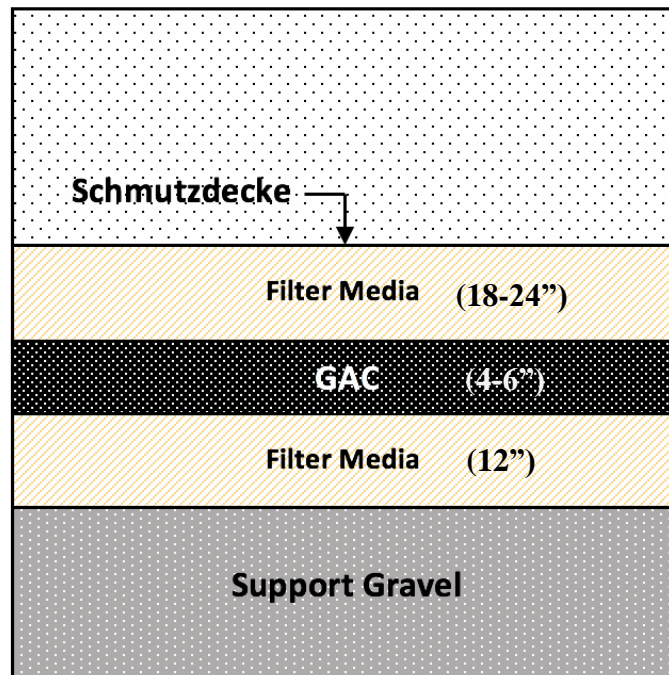 Schmutzdecke
Filter Media (18-24”)
GAC (4-6”)
Filter Media (12”)
Support Gravel